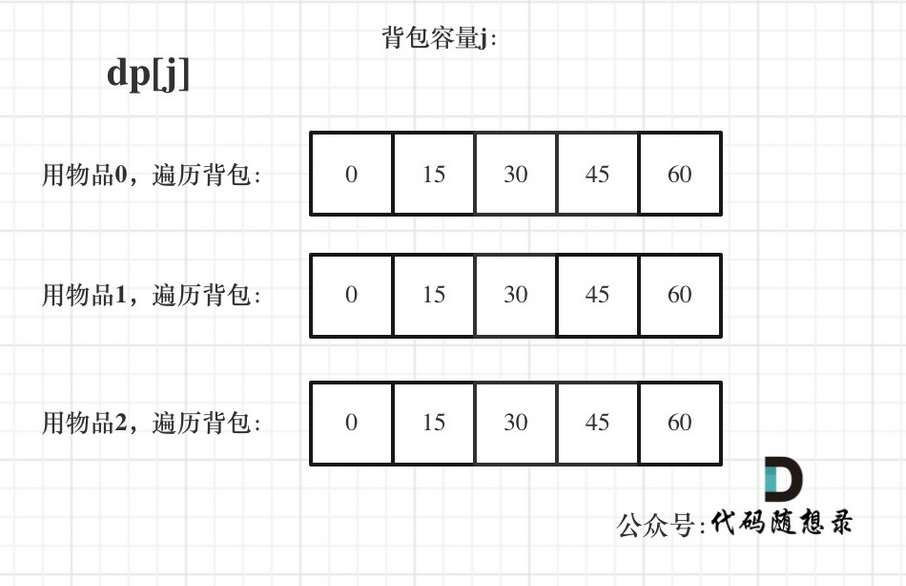 背包容量j：
dp[j]
用物品0，遍历背包： 0 15 30 45 60
用物品1，遍历背包： 0 15 30 45 60
用物品2，遍历背包： 0 15 30 45 60
公众号:代码随想录